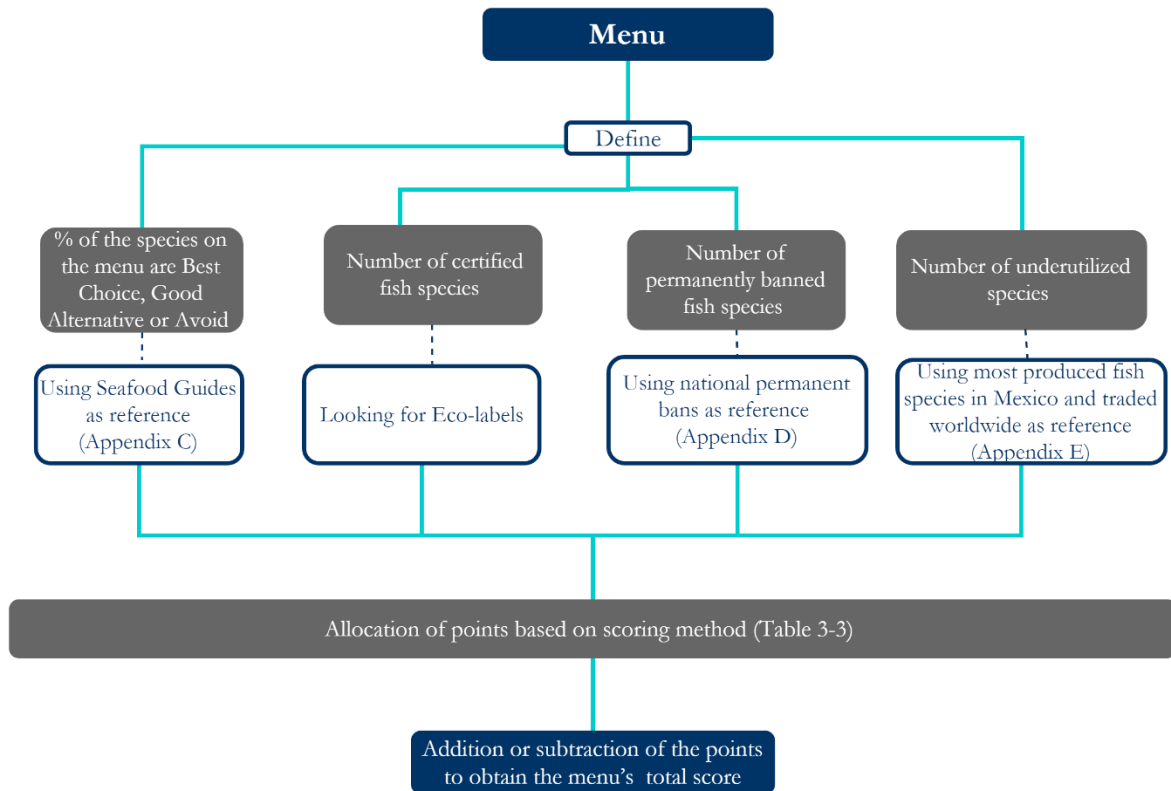 Menu
Define
% of the species on
the menu are Best
Choice, Good
Alternative or Avoid
Number of certified
fish species
Number of
permanently banned
fish species
Number of underutilized
species
Using Seafood Guides
as reference
(Appendix C)
Looking for Eco-labels
Using national permanent
bans as reference
(Appendix D)
Using most produced fish
species in Mexico and traded
worldwide as reference
(Appendix E)
Allocation of points based on scoring method (Table 3-3)
Addition or subtraction of the points
to obtain the menu's total score